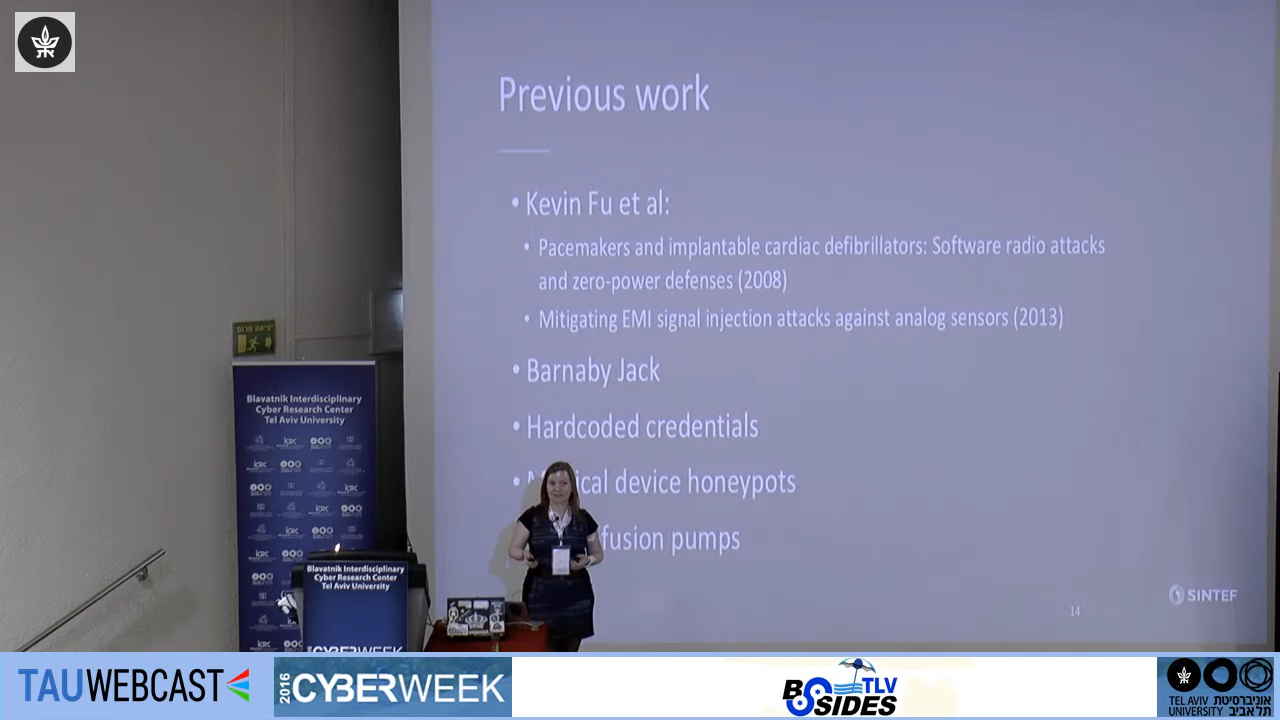 Previous work
• Kevin Fu et al:
• Pacemakers and implantable cardiac defibrillators: Software radio attacks
and zero-power defenses (2008)
• Mitigating EMI signal injection attacks against analog sensors (2013)
• Barnaby Jack
• Hardcoded credentials
• ical device honeypots
fusion pumps
SINTEF
14
יציאת חרום
Blavatnik Interdisciplinary
Cyber Research Center
Tel Aviv University
Blavatnik Interdisciplinary
Cyber Research Center
Tel Aviv University
CYBERWEEK
TAUWEBCAST
2016 CYBERWEEK
BSIDES TLV
TEL AVIV UNIVERSITY
אוניברסיטת תל אביב